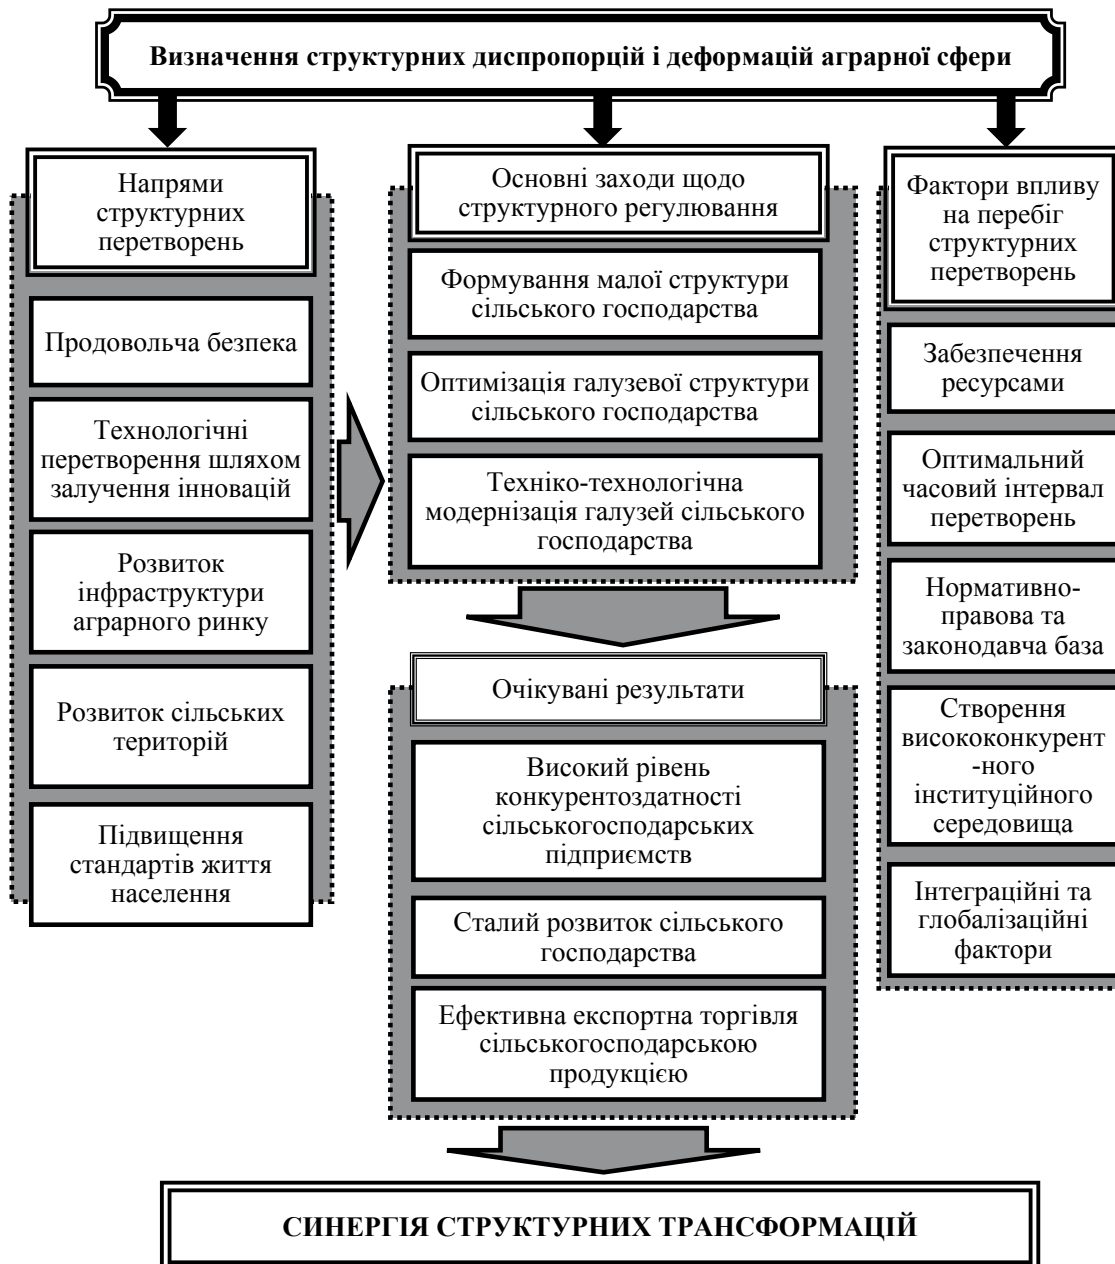 Визначення структурних диспропорцій і деформацій аграрної сфери
Напрями
структурних
перетворень
Продовольча безпека
Технологічні
перетворення шляхом
залучення інновацій
Розвиток
інфраструктури
аграрного ринку
Розвиток сільських
територій
Підвищення
стандартів життя
населення
Основні заходи щодо
структурного регулювання
Формування малої структури
сільського господарства
Оптимізація галузевої структури
сільського господарства
Техніко-технологічна
модернізація галузей сільського
господарства
Очікувані результати
Високий рівень
конкурентоздатності
сільськогосподарських
підприємств
Сталий розвиток сільського
господарства
Ефективна експортна торгівля
сільськогосподарською
продукцією
Фактори впливу
на перебіг
структурних
перетворень
Забезпечення
ресурсами
Оптимальний
часовий інтервал
перетворень
Нормативно-
правова та
законодавча база
Створення
висококонкурент
-ного
інституційного
середовища
Інтеграційні та
глобалізаційні
фактори
СИНЕРГІЯ СТРУКТУРНИХ ТРАНСФОРМАЦІЙ